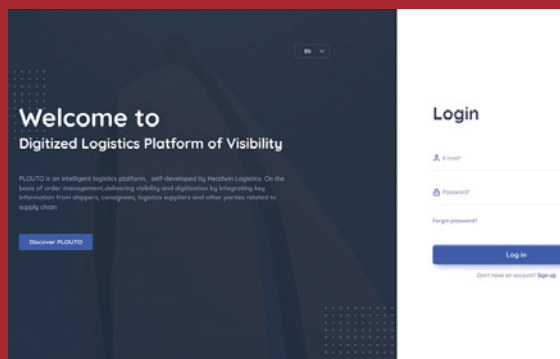 Welcome to
Digitized Logistics Platform of Visibility
PLOUTO is an intelligent logistics platform, self-developed by Headwin Logistics. On the
basis of order management,delivering visibility and digitization by integrating key
information from shippers, consignees, logistics suppliers and other parties related to
supply chain.
Discover PLOUTO
Login
E-mail*
Password*
Forgot password?
Log in
Don't have an account? Sign up